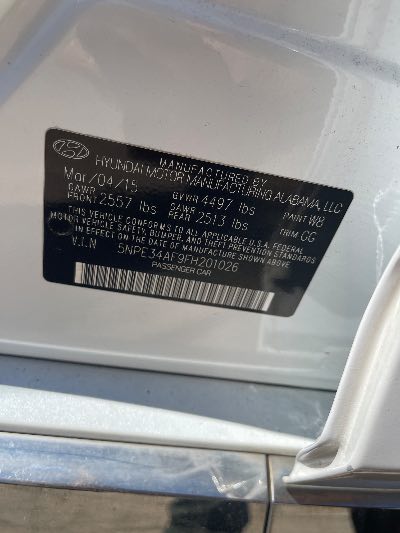 MANUFACTURED BY
HYUNDAI MOTOR MANUFACTURING ALABAMA, LLC
Mar/04/15 GVWR 4497 lbs PAINT W8
GAWR FRONT 2557 lbs GAWR REAR 2513 lbs TRIM GG
THIS VEHICLE CONFORMS TO ALL APPLICABLE U.S.A. FEDERAL
MOTOR VEHICLE SAFETY, BUMPER, AND THEFT PREVENTION STANDARDS
IN EFFECT ON THE DATE OF MANUFACTURE SHOWN ABOVE.
V.I.N 5NPE34AF9FH201026
PASSENGER CAR